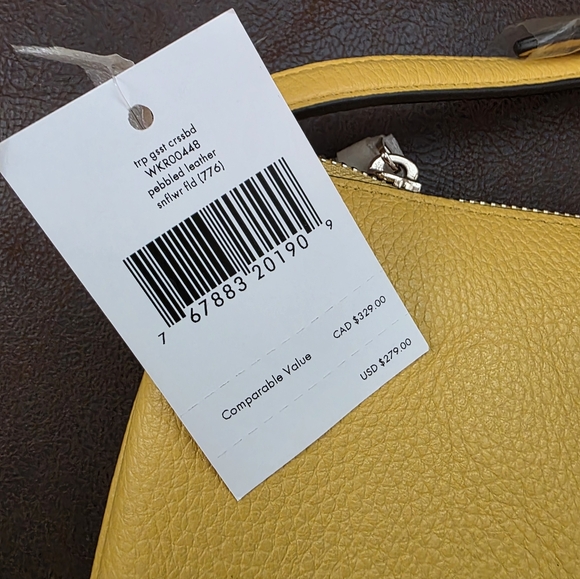 trp gsst crssbd
WKR00448
pebbled leather
snflwr fld (776)
7 67883 20190 9
Comparable Value CAD $329.00
USD $279.00